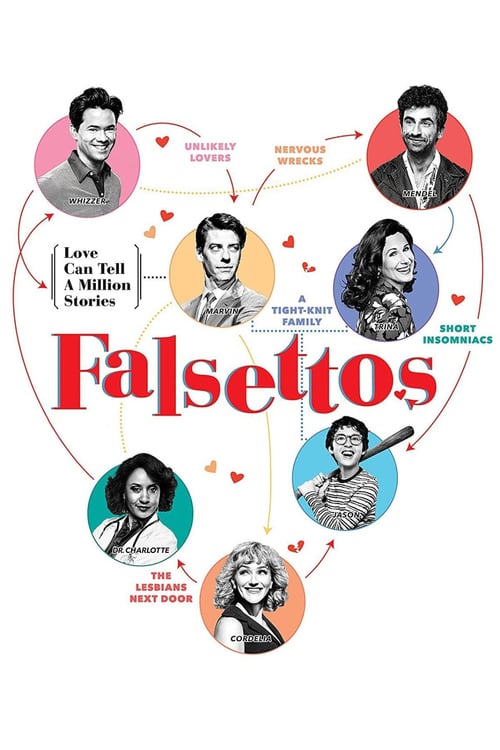 UNLIKELY
LOVERS
NERVOUS
WRECKS
WHIZZER
MENDEL
Love
Can Tell
A Million
Stories
MARVIN
A
TIGHT-KNIT
FAMILY
TRINA
SHORT
INSOMNIACS
Falsettos
JASON
DR. CHARLOTTE
THE
LESBIANS
NEXT DOOR
CORDELIA